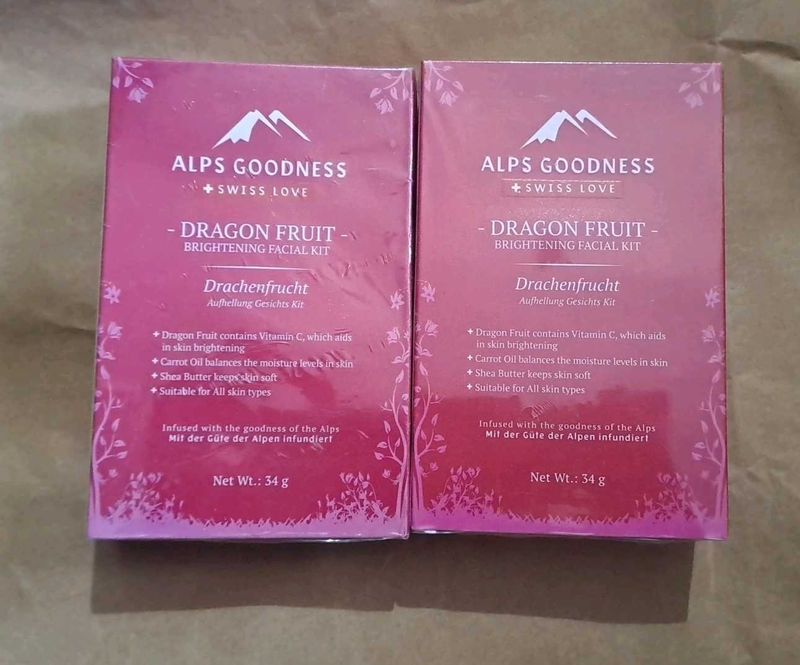 ALPS GOODNESS
+ SWISS LOVE
- DRAGON FRUIT -
BRIGHTENING FACIAL KIT
Drachenfrucht
Aufhellung Gesichts Kit
+ Dragon Fruit contains Vitamin C, which aids
in skin brightening
+ Carrot Oil balances the moisture levels in skin
+ Shea Butter keeps skin soft
+ Suitable for All skin types
Infused with the goodness of the Alps
Mit der Güte der Alpen infundiert
Net Wt.: 34 g
ALPS GOODNESS
+ SWISS LOVE
- DRAGON FRUIT -
BRIGHTENING FACIAL KIT
Drachenfrucht
Aufhellung Gesichts Kit
+ Dragon Fruit contains Vitamin C, which aids
in skin brightening
+ Carrot Oil balances the moisture levels in skin
+ Shea Butter keeps skin soft
+ Suitable for All skin types
Infused with the goodness of the Alps
Mit der Güte der Alpen infundiert
Net Wt.: 34 g